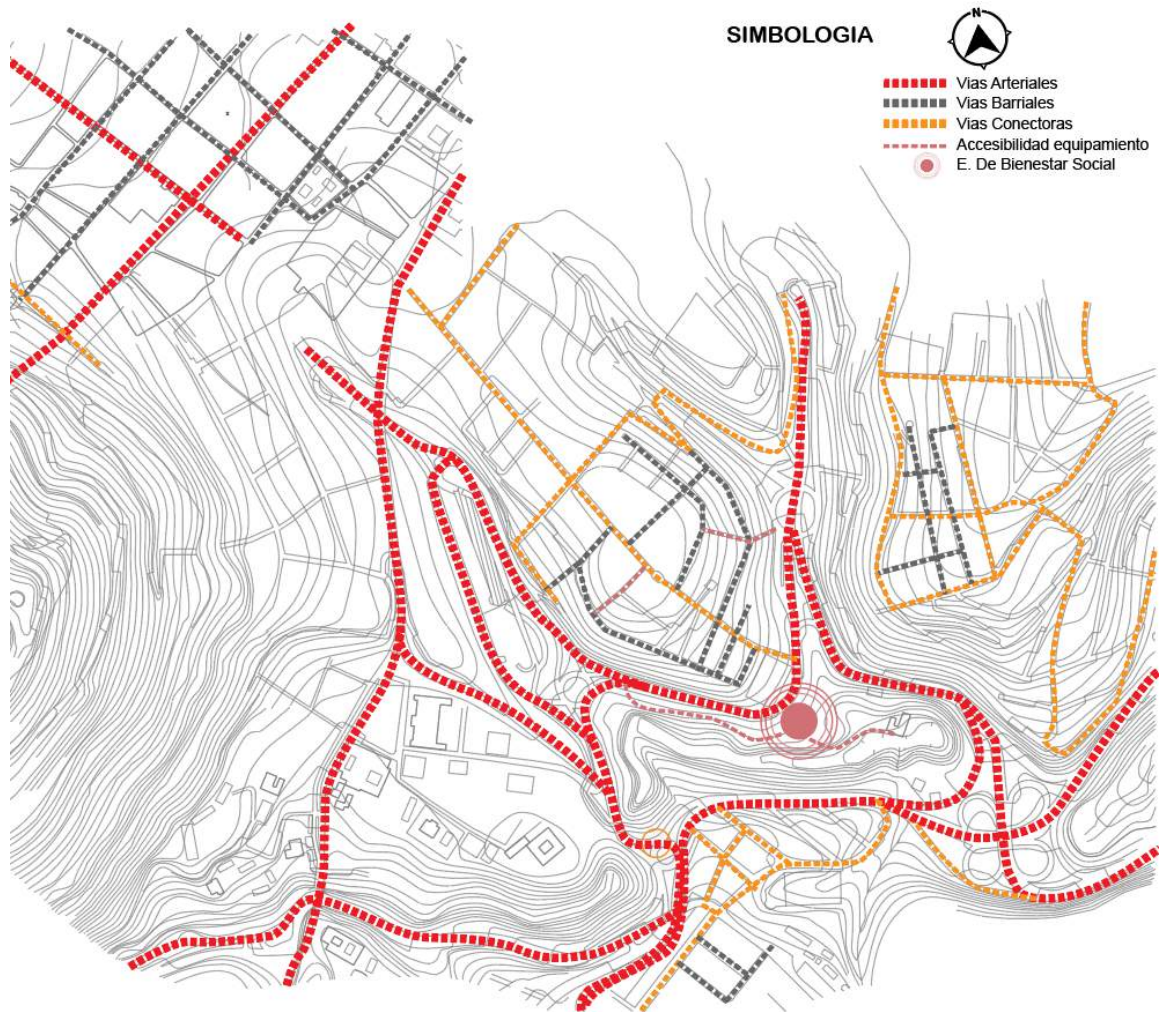 SIMBOLOGIA
N
Vias Arteriales
Vias Barriales
Vias Conectoras
Accesibilidad equipamiento
E. De Bienestar Social